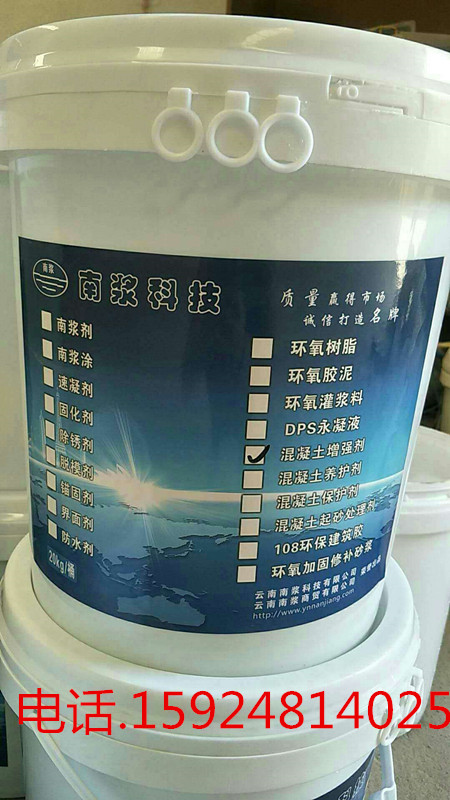 南浆
南浆科技
质量赢得市场
诚信打造名牌
南浆剂
南浆涂
速凝剂
固化剂
除锈剂
脱模剂
锚固剂
界面剂
防水剂
20kg/桶
环氧树脂
环氧胶泥
环氧灌浆料
DPS永凝液
混凝土增强剂
混凝土养护剂
混凝土保护剂
混凝土起砂处理剂
108环保建筑胶
环氧加固修补砂浆
云南南浆科技有限公司
云南南浆商贸有限公司
荣誉出品
http://www.ynnanjiang.com/
电话.15924814025